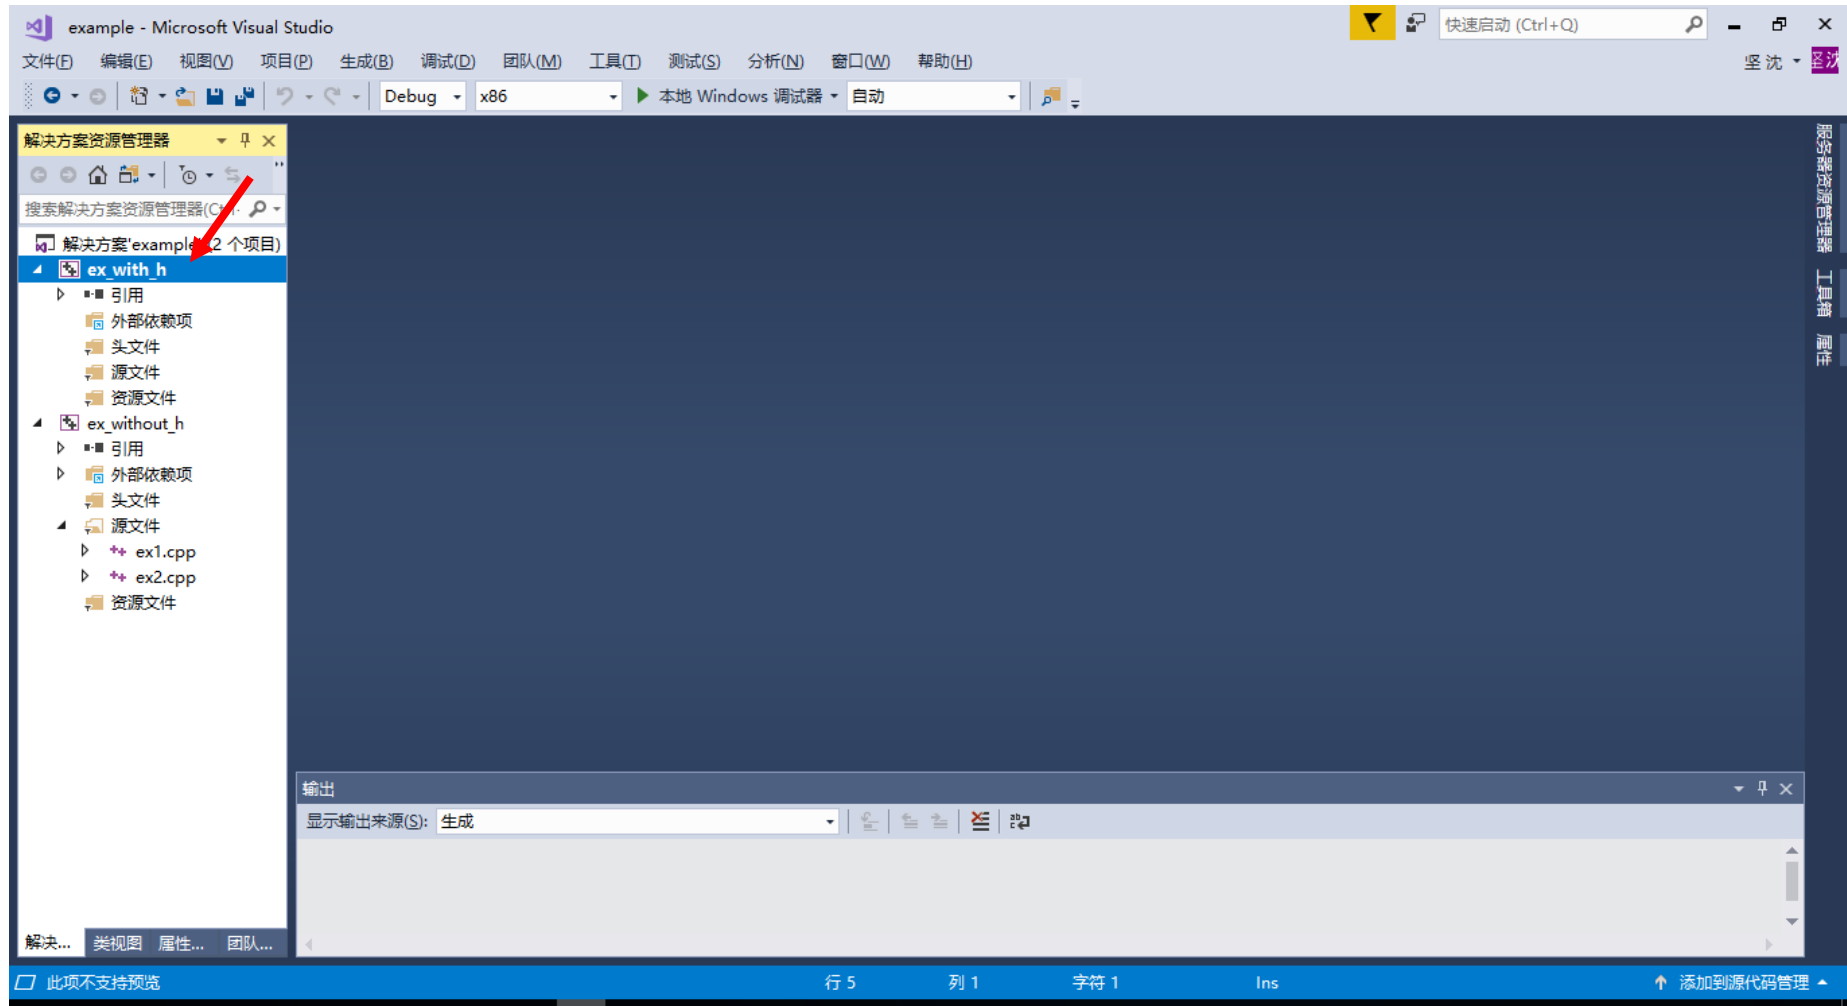 example - Microsoft Visual Studio
快速启动 (Ctrl+Q)
文件(F) 编辑(E) 视图(V) 项目(P) 生成(B) 调试(D) 团队(M) 工具(T) 测试(S) 分析(N) 窗口(W) 帮助(H)
坚 沈
Debug x86 本地 Windows 调试器 自动
解决方案资源管理器
搜索解决方案资源管理器(Ctrl-
解决方案'example' (2 个项目)
ex_with_h
引用
外部依赖项
头文件
源文件
资源文件
ex_without_h
引用
外部依赖项
头文件
源文件
ex1.cpp
ex2.cpp
资源文件
解决... 类视图 属性... 团队...
输出
显示输出来源(S): 生成
服务器资源管理器
工具箱
属性
此项不支持预览 行 5 列 1 字符 1 Ins 添加到源代码管理